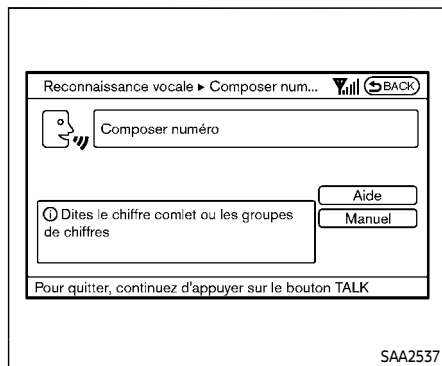 Reconnaissance vocale ▸ Composer num... BACK
Composer numéro
Aide
Manuel
Dites le chiffre comlet ou les groupes
de chiffres
Pour quitter, continuez d'appuyer sur le bouton TALK
SAA2537